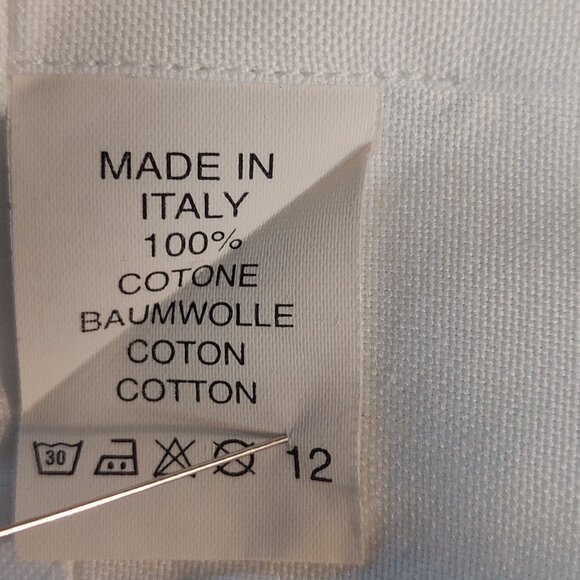 MADE IN
ITALY
100%
COTONE
BAUMWOLLE
COTON
COTTON
30 12